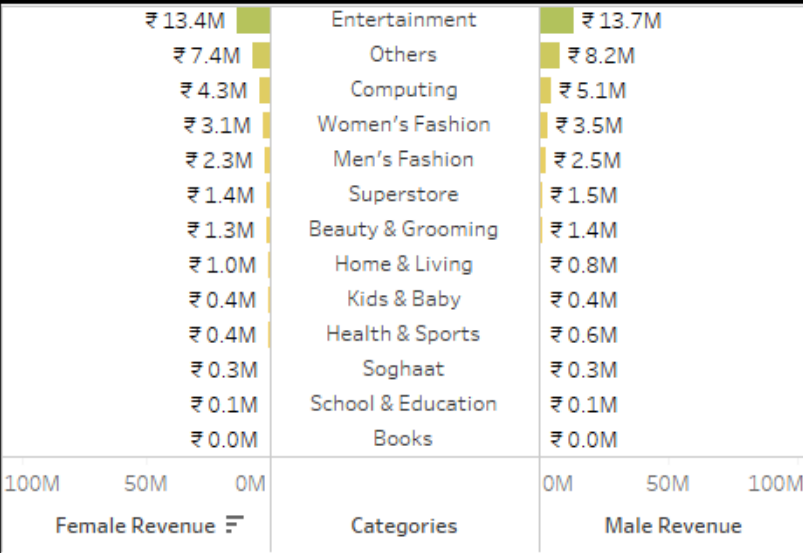 ₹ 13.4M Entertainment ₹ 13.7M
₹ 7.4M Others ₹ 8.2M
₹ 4.3M Computing ₹ 5.1M
₹ 3.1M Women's Fashion ₹ 3.5M
₹ 2.3M Men's Fashion ₹ 2.5M
₹ 1.4M Superstore ₹ 1.5M
₹ 1.3M Beauty & Grooming ₹ 1.4M
₹ 1.0M Home & Living ₹ 0.8M
₹ 0.4M Kids & Baby ₹ 0.4M
₹ 0.4M Health & Sports ₹ 0.6M
₹ 0.3M Soghaat ₹ 0.3M
₹ 0.1M School & Education ₹ 0.1M
₹ 0.0M Books ₹ 0.0M
100M 50M 0M 0M 50M 100M
Female Revenue Categories Male Revenue